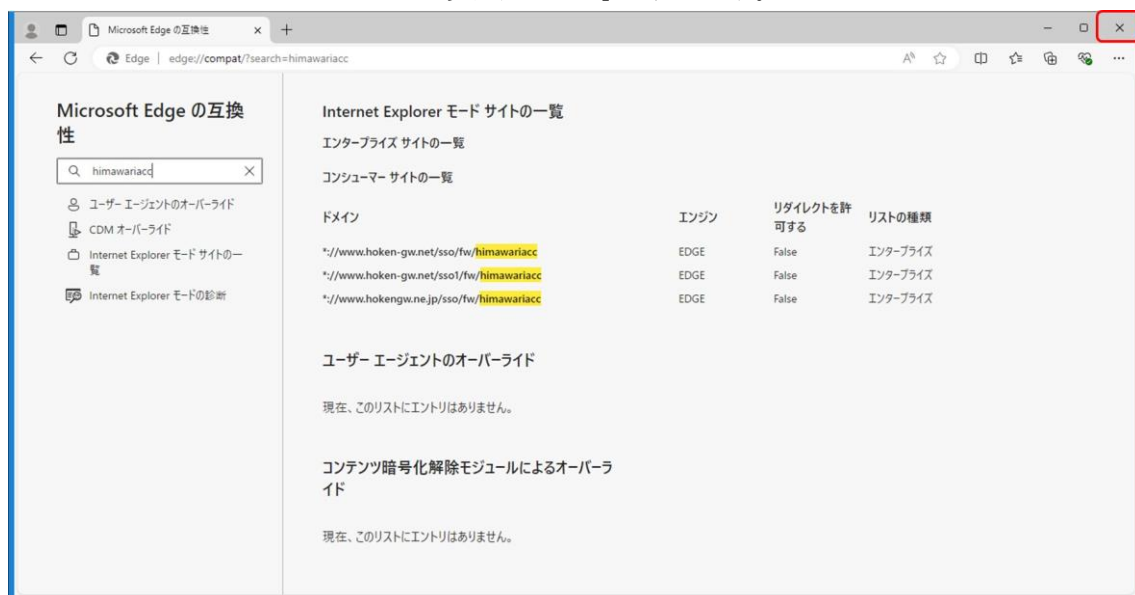 Microsoft Edge の互換性
Edge | edge://compat/?search=himawariacc
Microsoft Edge の互換
性
himawariacc
ユーザー エージェントのオーバーライド
CDM オーバーライド
Internet Explorer モード サイトの一
覧
Internet Explorer モードの診断
Internet Explorer モード サイトの一覧
エンタープライズ サイトの一覧
コンシューマー サイトの一覧
ドメイン エンジン リダイレクトを許 リストの種類
可する
*://www.hoken-gw.net/sso/fw/himawariacc EDGE False エンタープライズ
*://www.hoken-gw.net/sso1/fw/himawariacc EDGE False エンタープライズ
*://www.hokengw.ne.jp/sso/fw/himawariacc EDGE False エンタープライズ
ユーザー エージェントのオーバーライド
現在、このリストにエントリはありません。
コンテンツ暗号化解除モジュールによるオーバーラ
イド
現在、このリストにエントリはありません。